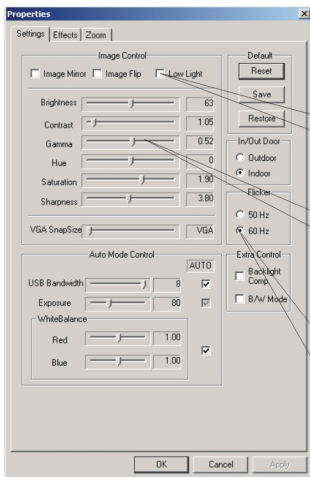 Properties
Settings Effects Zoom
Image Control
Image Mirror Image Flip Low Light
Brightness 63
Contrast 1.05
Gamma 0.52
Hue 0
Saturation 1.90
Sharpness 3.80
VGA SnapSize VGA
Auto Mode Control
AUTO
USB Bandwidth 8
Exposure 80
WhiteBalance
Red 1.00
Blue 1.00
Default
Reset
Save
Restore
In/Out Door
Outdoor
Indoor
Flicker
50 Hz
60 Hz
Extra Control
Backlight
Comp.
B/W Mode
OK Cancel Apply